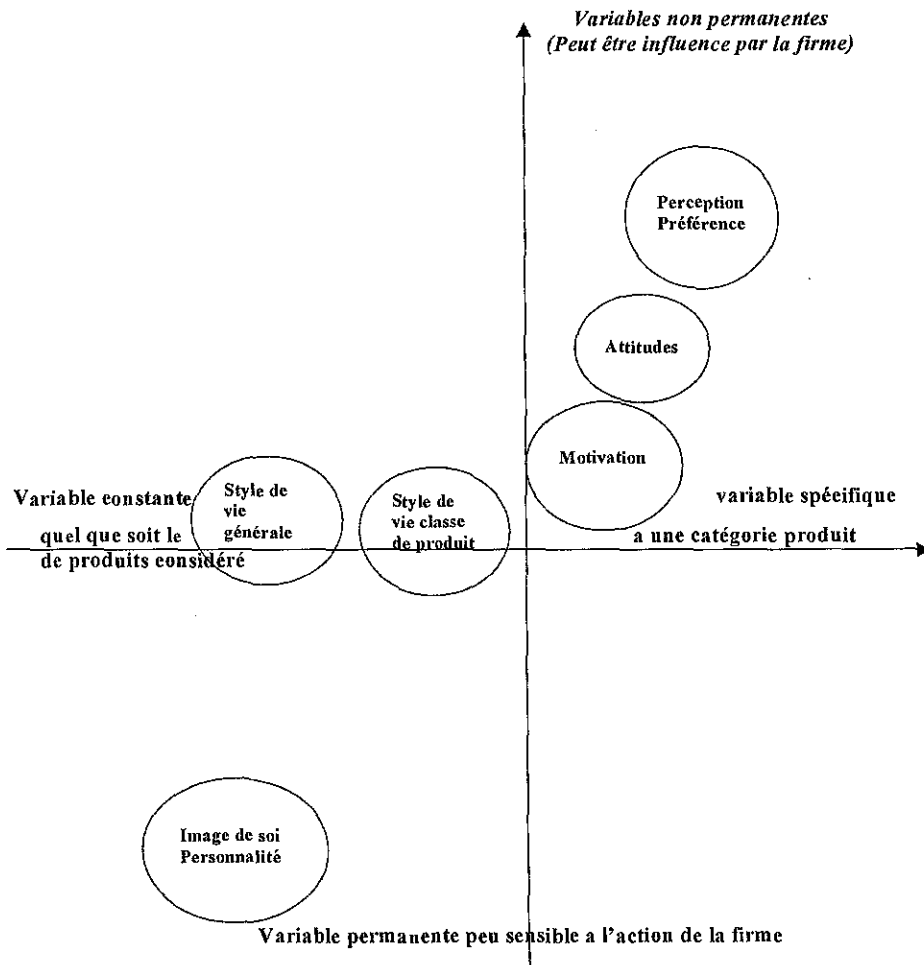 Variables non permanentes
(Peut être influence par la firme)
Perception
Préférence
Attitudes
Motivation
Style de
vie
générale
Style de
vie classe
de produit
Variable constante
quel que soit le
de produits considéré
variable spécifique
a une catégorie produit
Image de soi
Personnalité
Variable permanente peu sensible a l'action de la firme